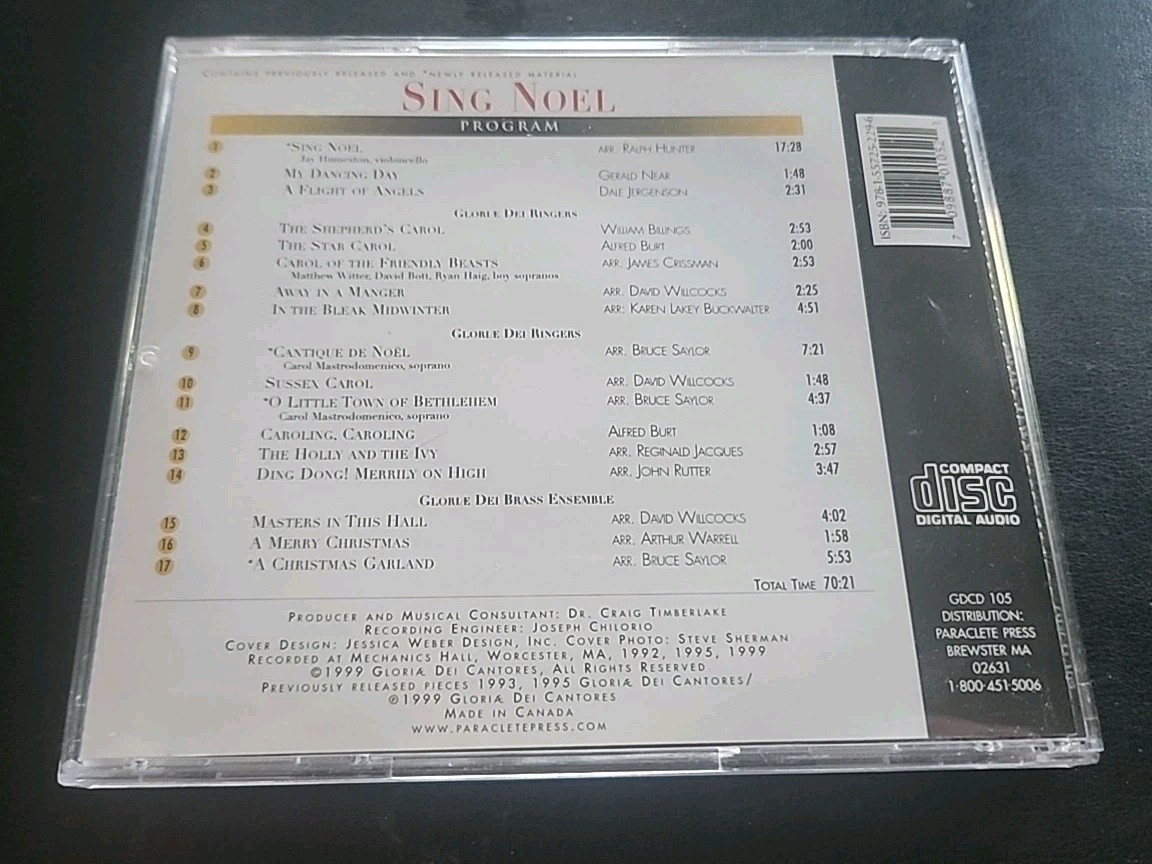 CONTAINS PREVIOUSLY RELEASED AND *NEWLY RELEASED MATERIAL
SING NOEL
PROGRAM
1 *SING NOEL ARR. RALPH HUNTER 17:28
Jay Humeston, violoncello
2 MY DANCING DAY GERALD NEAR 1:48
3 A FLIGHT OF ANGELS DALE JERGENSON 2:31
GLORIÆ DEI RINGERS
4 THE SHEPHERD'S CAROL WILLIAM BILLINGS 2:53
5 THE STAR CAROL ALFRED BURT 2:00
6 CAROL OF THE FRIENDLY BEASTS ARR. JAMES CRISSMAN 2:53
Matthew Witter, David Bott, Ryan Haig, boy sopranos
7 AWAY IN A MANGER ARR. DAVID WILLCOCKS 2:25
8 IN THE BLEAK MIDWINTER ARR: KAREN LAKEY BUCKWALTER 4:51
GLORIÆ DEI RINGERS
9 *CANTIQUE DE NOËL ARR. BRUCE SAYLOR 7:21
Carol Mastrodomenico, soprano
10 SUSSEX CAROL ARR. DAVID WILLCOCKS 1:48
11 *O LITTLE TOWN OF BETHLEHEM ARR. BRUCE SAYLOR 4:37
Carol Mastrodomenico, soprano
12 CAROLING, CAROLING ALFRED BURT 1:08
13 THE HOLLY AND THE IVY ARR. REGINALD JACQUES 2:57
14 DING DONG! MERRILY ON HIGH ARR. JOHN RUTTER 3:47
GLORIÆ DEI BRASS ENSEMBLE
15 MASTERS IN THIS HALL ARR. DAVID WILLCOCKS 4:02
16 A MERRY CHRISTMAS ARR. ARTHUR WARRELL 1:58
17 *A CHRISTMAS GARLAND ARR. BRUCE SAYLOR 5:53
TOTAL TIME 70:21
PRODUCER AND MUSICAL CONSULTANT: DR. CRAIG TIMBERLAKE
RECORDING ENGINEER: JOSEPH CHILORIO
COVER DESIGN: JESSICA WEBER DESIGN, INC. COVER PHOTO: STEVE SHERMAN
RECORDED AT MECHANICS HALL, WORCESTER, MA, 1992, 1995, 1999
©1999 GLORIÆ DEI CANTORES, ALL RIGHTS RESERVED
PREVIOUSLY RELEASED PIECES 1993, 1995 GLORIÆ DEI CANTORES/
℗1999 GLORIÆ DEI CANTORES
MADE IN CANADA
WWW.PARACLETEPRESS.COM
ISBN: 978-1-55725-229-6
7 09887 01052
COMPACT
disc
DIGITAL AUDIO
GDCD 105
DISTRIBUTION:
PARACLETE PRESS
BREWSTER MA
02631
1-800-451-5006